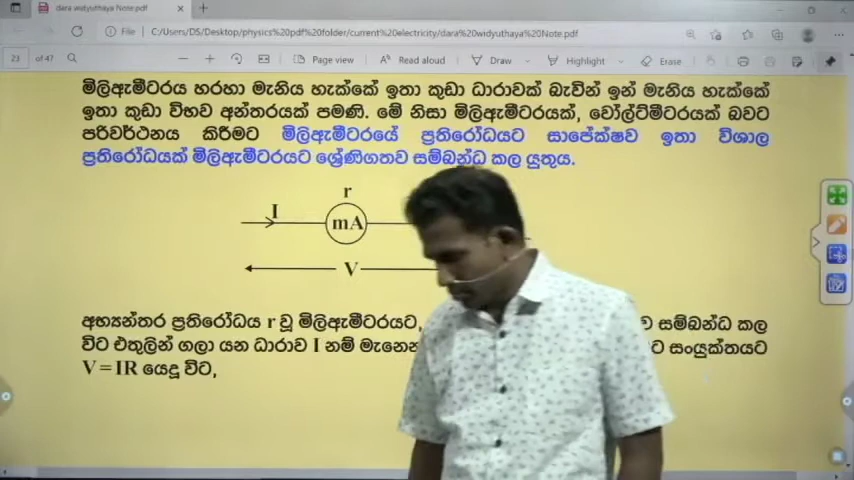 dara widyuthaya Note.pdf
File C:/Users/DS/Desktop/physics%20pdf%20folder/current%20electricity/dara%20widyuthaya%20Note.pdf
23 of 47 Page view Read aloud Draw Highlight Erase
මිලිඇමීටරය හරහා මැනිය හැක්කේ ඉතා කුඩා ධාරාවක් බැවින් ඉන් මැනිය හැක්කේ
ඉතා කුඩා විභව අන්තරයක් පමණි. මේ නිසා මිලිඇමීටරයක්, වෝල්ට්මීටරයක් බවට
පරිවර්ථනය කිරීමට මිලිඇමීටරයේ ප්‍රතිරෝධයට සාපේක්ෂව ඉතා විශාල
ප්‍රතිරෝධයක් මිලිඇමීටරයට ශ්‍රේණිගතව සම්බන්ධ කල යුතුය.
r
I
mA
V
අභ්‍යන්තර ප්‍රතිරෝධය r වූ මිලිඇමීටරයට, ව සම්බන්ධ කල
විට එතුලින් ගලා යන ධාරාව I නම් මැනෙන ට සංයුක්තයට
V = IR යෙදූ විට,